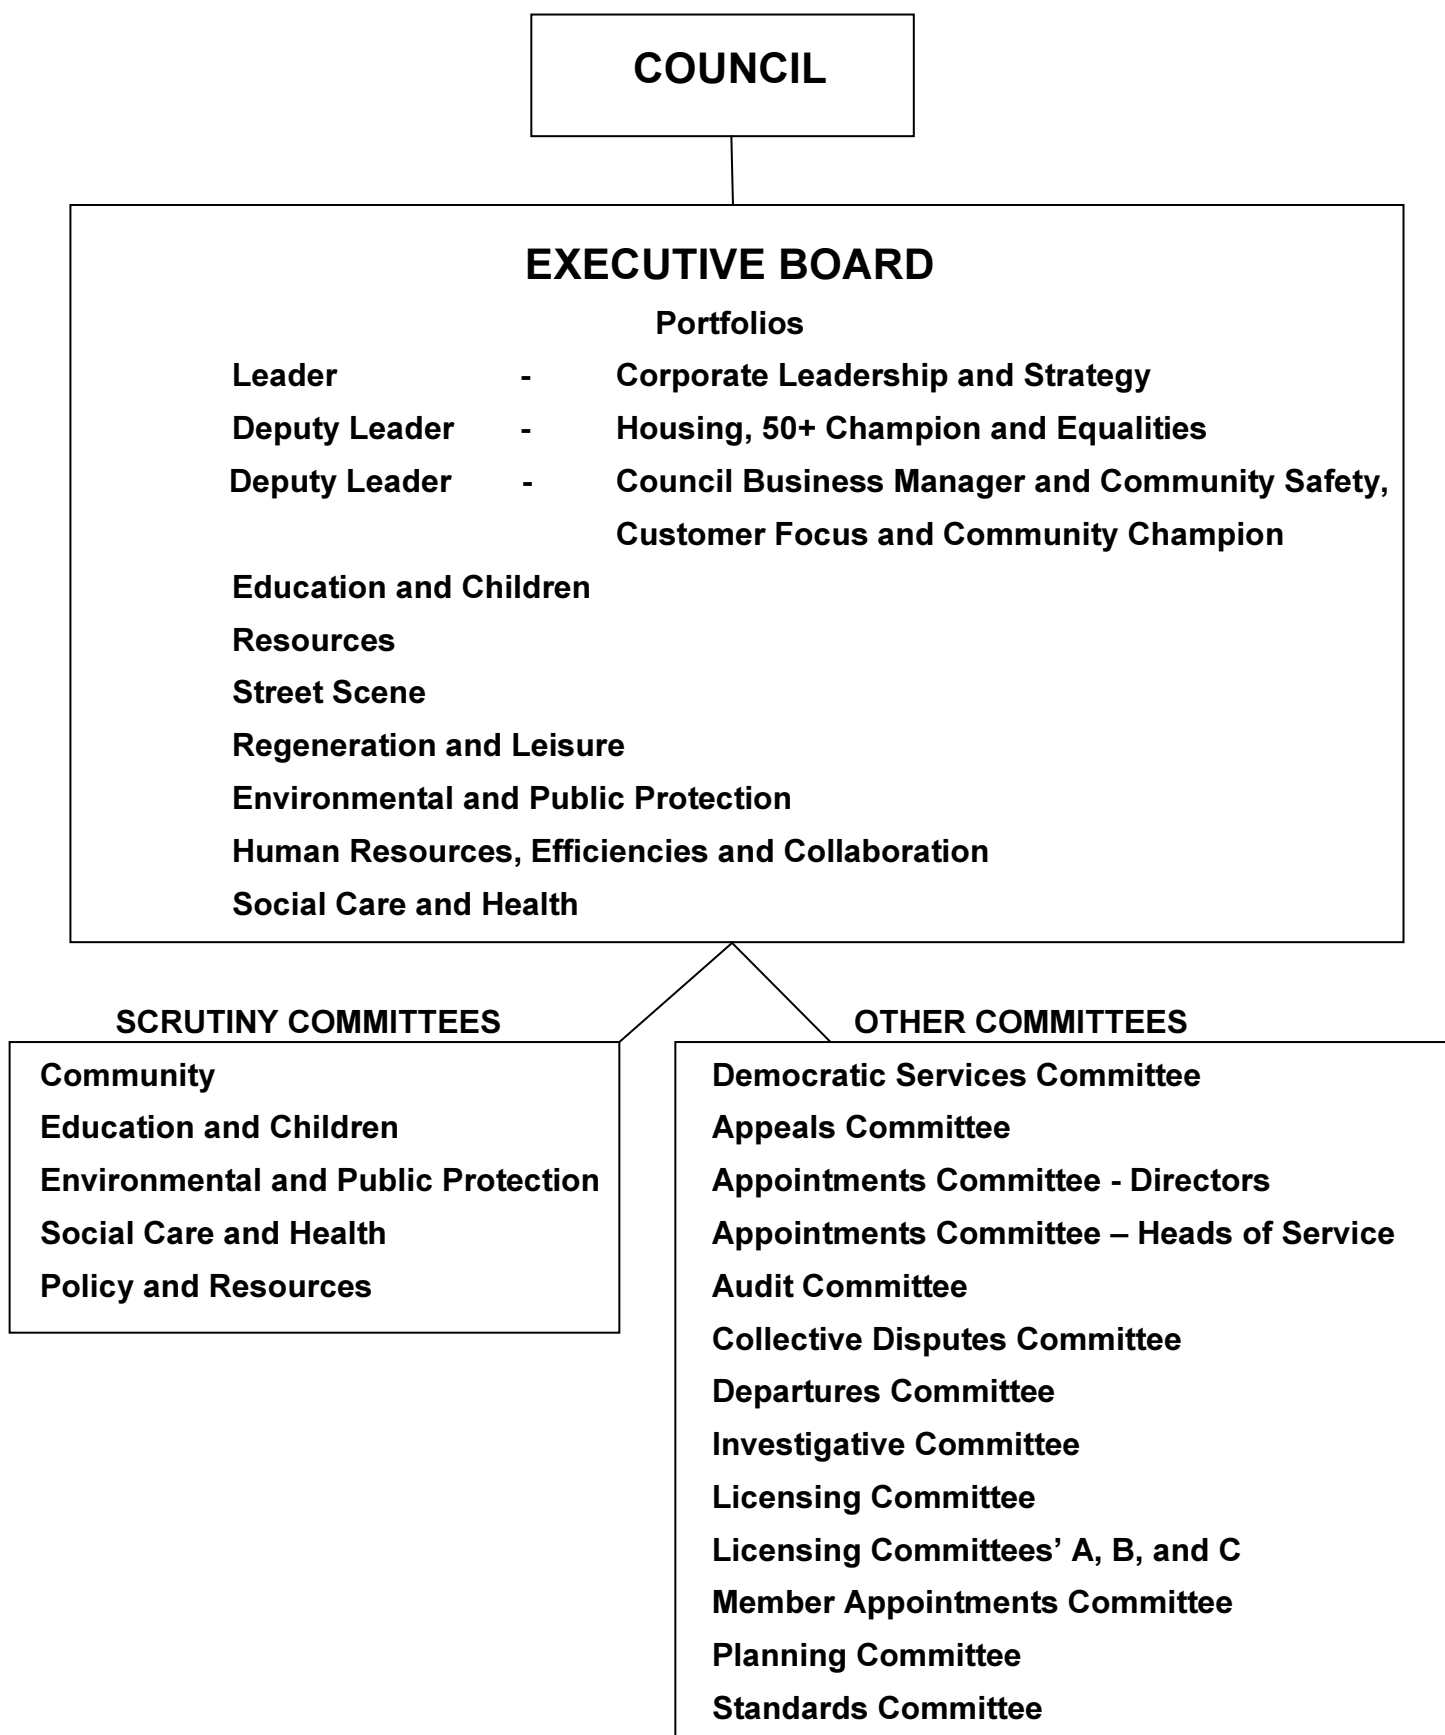 COUNCIL
EXECUTIVE BOARD
Portfolios
Leader - Corporate Leadership and Strategy
Deputy Leader - Housing, 50+ Champion and Equalities
Deputy Leader - Council Business Manager and Community Safety,
Customer Focus and Community Champion
Education and Children
Resources
Street Scene
Regeneration and Leisure
Environmental and Public Protection
Human Resources, Efficiencies and Collaboration
Social Care and Health
SCRUTINY COMMITTEES
Community
Education and Children
Environmental and Public Protection
Social Care and Health
Policy and Resources
OTHER COMMITTEES
Democratic Services Committee
Appeals Committee
Appointments Committee - Directors
Appointments Committee – Heads of Service
Audit Committee
Collective Disputes Committee
Departures Committee
Investigative Committee
Licensing Committee
Licensing Committees’ A, B, and C
Member Appointments Committee
Planning Committee
Standards Committee